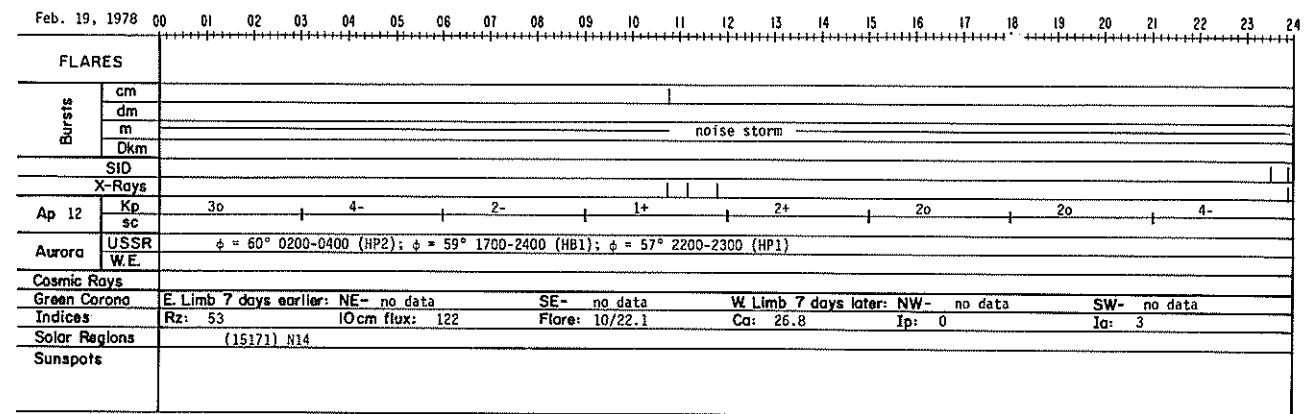 Feb. 19, 1978 00 01 02 03 04 05 06 07 08 09 10 11 12 13 14 15 16 17 18 19 20 21 22 23 24
FLARES
Bursts
cm
dm
m noise storm
Dkm
SID
X-Rays
Ap 12 Kp 3o 4- 2- 1+ 2+ 2o 2o 4-
sc
Aurora USSR φ = 60° 0200-0400 (HP2); φ = 59° 1700-2400 (HB1); φ = 57° 2200-2300 (HP1)
W.E.
Cosmic Rays
Green Corona E. Limb 7 days earlier: NE- no data SE- no data W. Limb 7 days later: NW- no data SW- no data
Indices Rz: 53 10cm flux: 122 Flare: 10/22.1 Ca: 26.8 Ip: 0 Ia: 3
Solar Regions (15171) N14
Sunspots